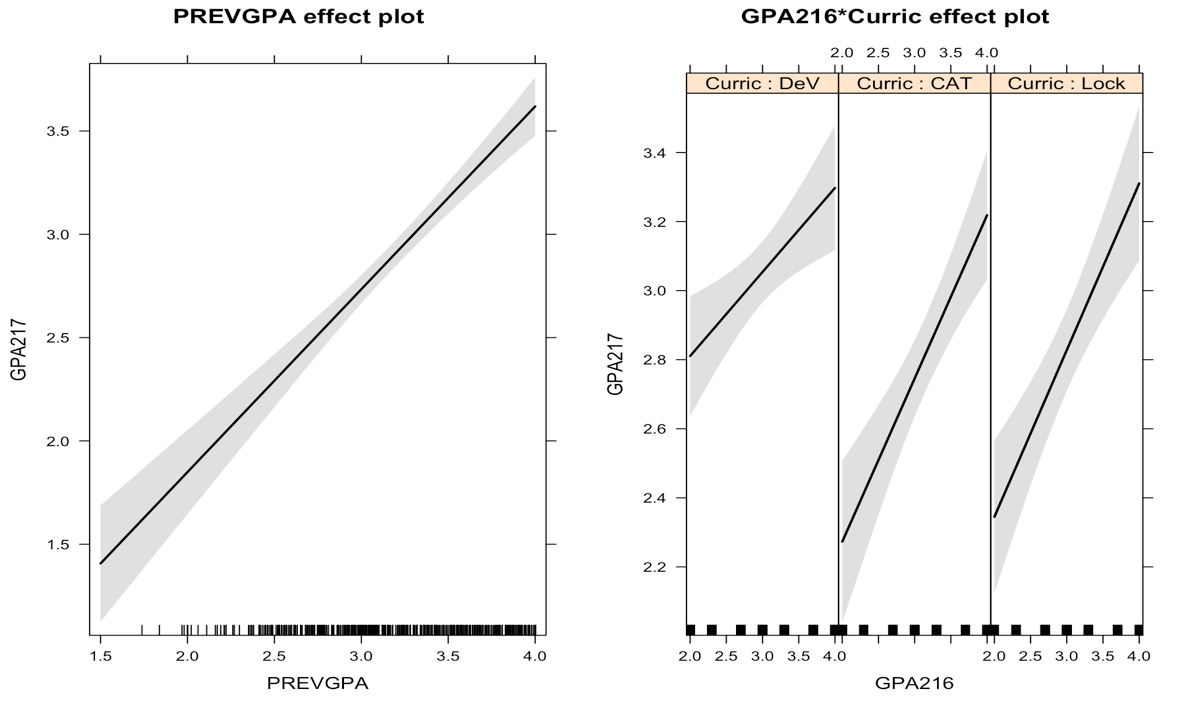 PREVGPA effect plot
GPA217
3.5
3.0
2.5
2.0
1.5
1.5 2.0 2.5 3.0 3.5 4.0
PREVGPA
GPA216*Curric effect plot
2.0 2.5 3.0 3.5 4.0
Curric : DeV Curric : CAT Curric : Lock
GPA217
3.4
3.2
3.0
2.8
2.6
2.4
2.2
2.0 2.5 3.0 3.5 4.0 2.0 2.5 3.0 3.5 4.0
GPA216